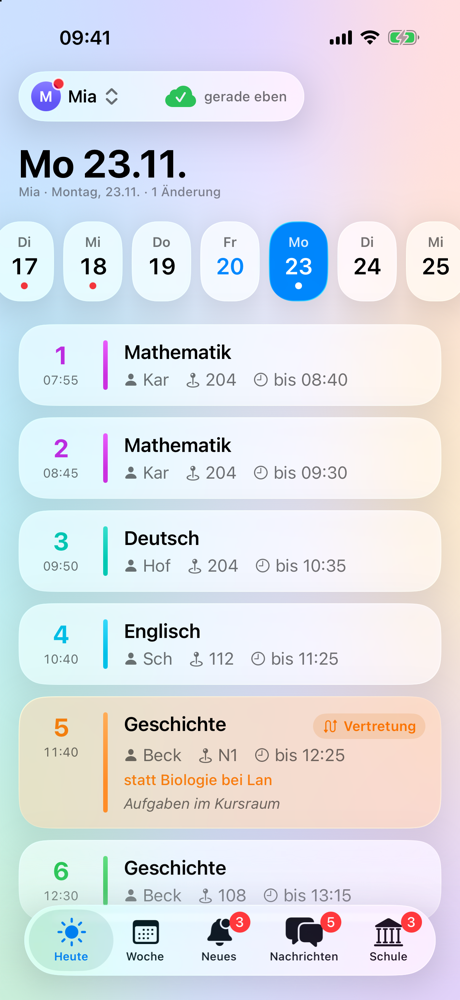 09:41
M Mia gerade eben
Mo 23.11.
Mia · Montag, 23.11. · 1 Änderung
Di Mi Do Fr Mo Di Mi
17 18 19 20 23 24 25
1 Mathematik
07:55 Kar 204 bis 08:40
2 Mathematik
08:45 Kar 204 bis 09:30
3 Deutsch
09:50 Hof 204 bis 10:35
4 Englisch
10:40 Sch 112 bis 11:25
5 Geschichte Vertretung
11:40 Beck N1 bis 12:25
statt Biologie bei Lan
Aufgaben im Kursraum
6 Geschichte
12:30 Beck 108 bis 13:15
3 5 3
Heute Woche Neues Nachrichten Schule